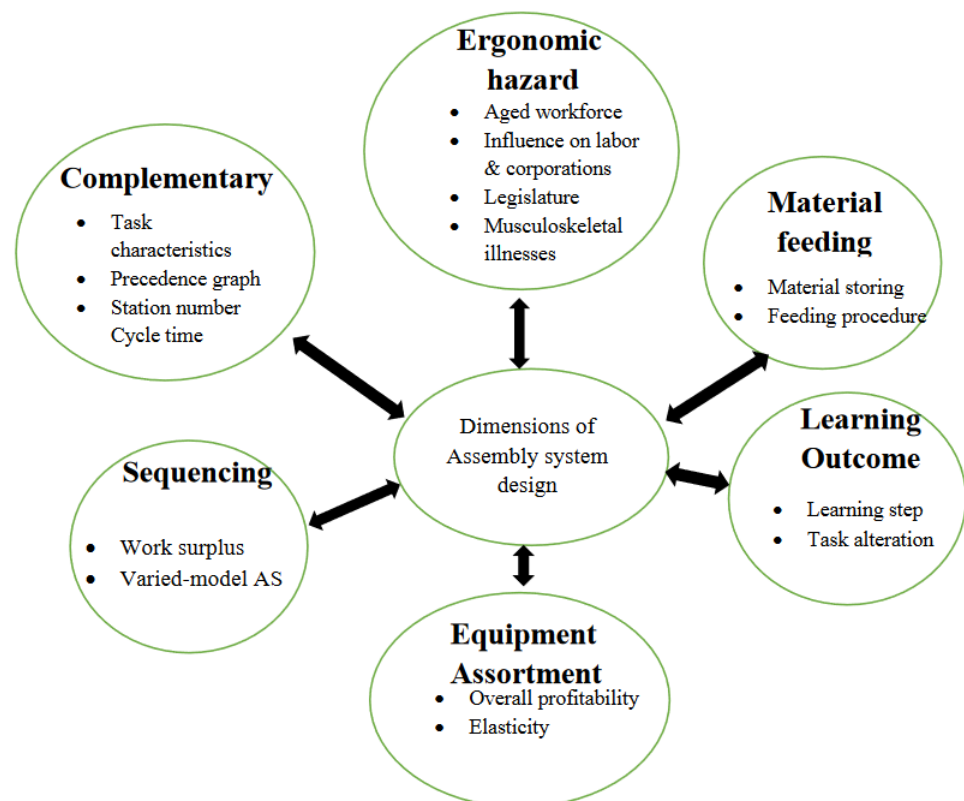 Ergonomic
hazard
• Aged workforce
• Influence on labor
& corporations
• Legislature
• Musculoskeletal
illnesses
Complementary
• Task
characteristics
• Precedence graph
• Station number
Cycle time
Material
feeding
• Material storing
• Feeding procedure
Dimensions of
Assembly system
design
Learning
Outcome
• Learning step
• Task alteration
Sequencing
• Work surplus
• Varied-model AS
Equipment
Assortment
• Overall profitability
• Elasticity